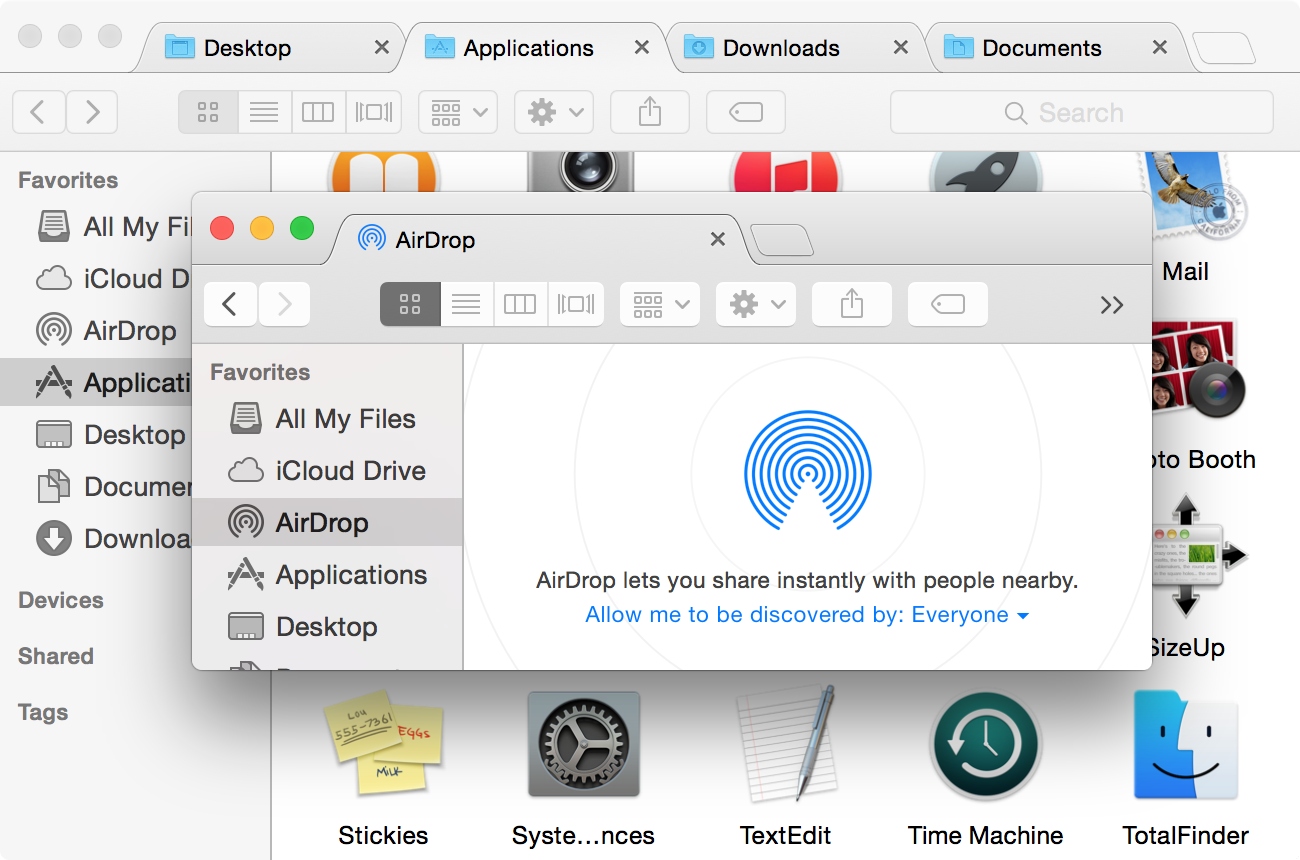 Desktop
Applications
Downloads
Documents
Search
Favorites
All My Fi
iCloud D
AirDrop
Applicati
Desktop
Documen
Downloa
Devices
Shared
Tags
AirDrop
Favorites
All My Files
iCloud Drive
AirDrop
Applications
Desktop
AirDrop lets you share instantly with people nearby.
Allow me to be discovered by: Everyone
Mail
oto Booth
SizeUp
Lou
555-7361
EGGS
MILK
Stickies
Syste...nces
TextEdit
Time Machine
TotalFinder